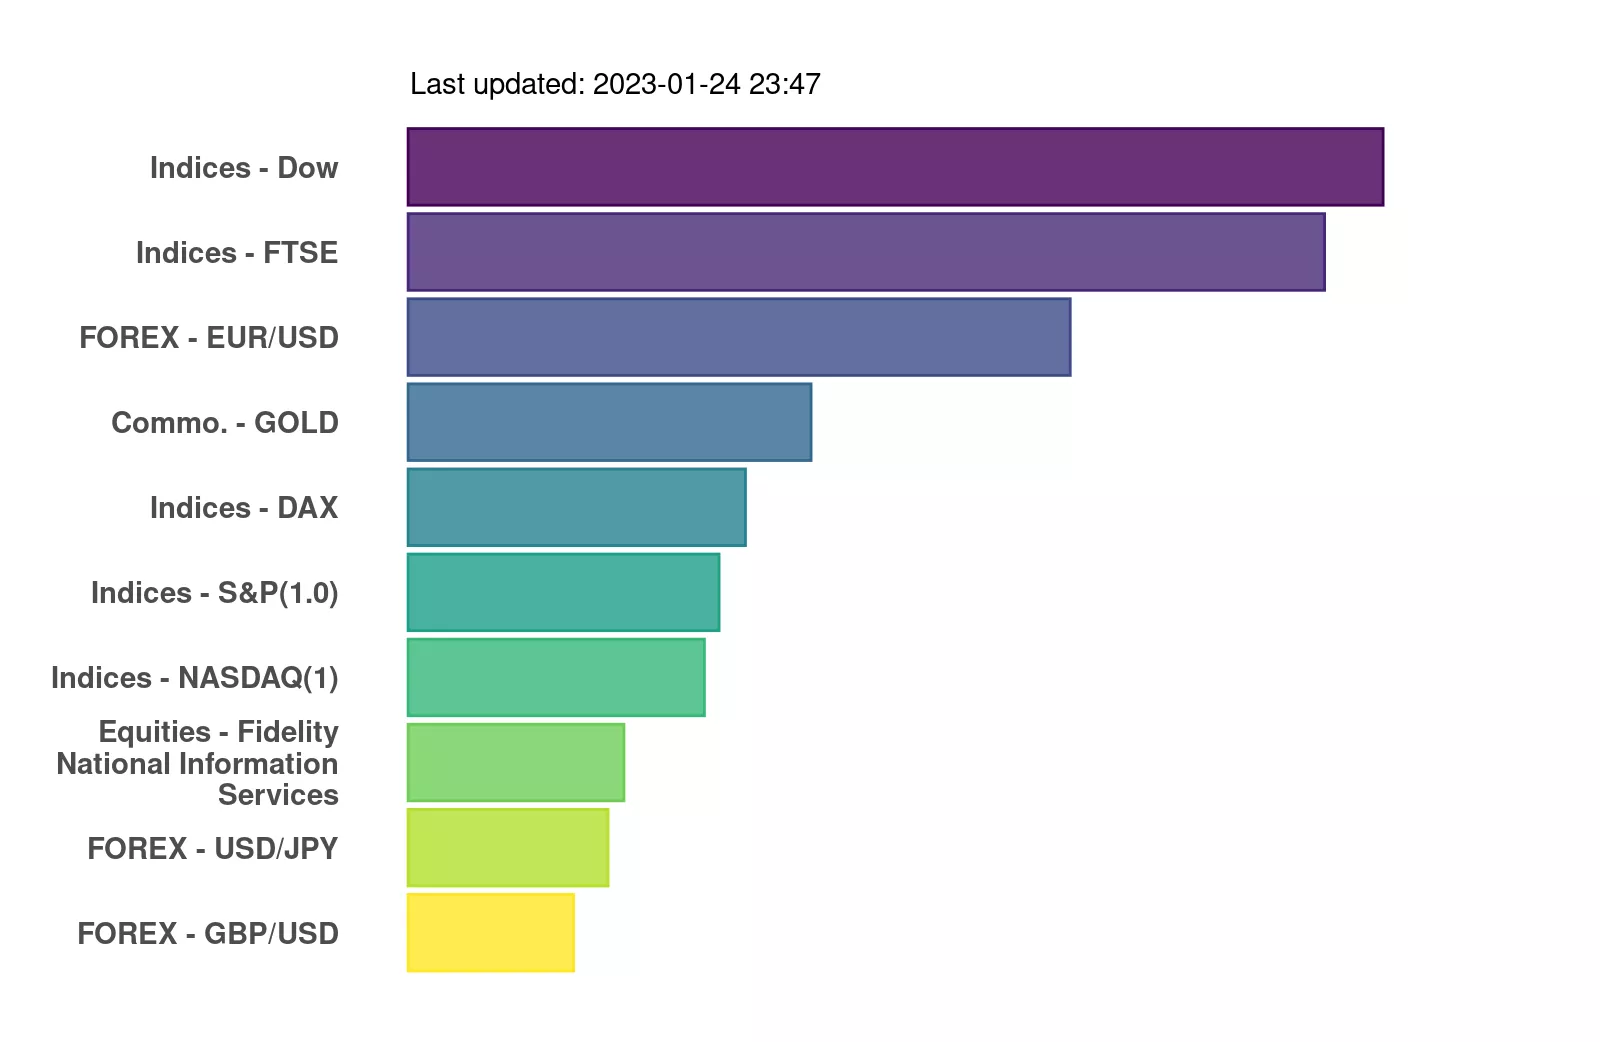 Last updated: 2023-01-24 23:47
Indices - Dow
Indices - FTSE
FOREX - EUR/USD
Commo. - GOLD
Indices - DAX
Indices - S&P(1.0)
Indices - NASDAQ(1)
Equities - Fidelity
National Information
Services
FOREX - USD/JPY
FOREX - GBP/USD